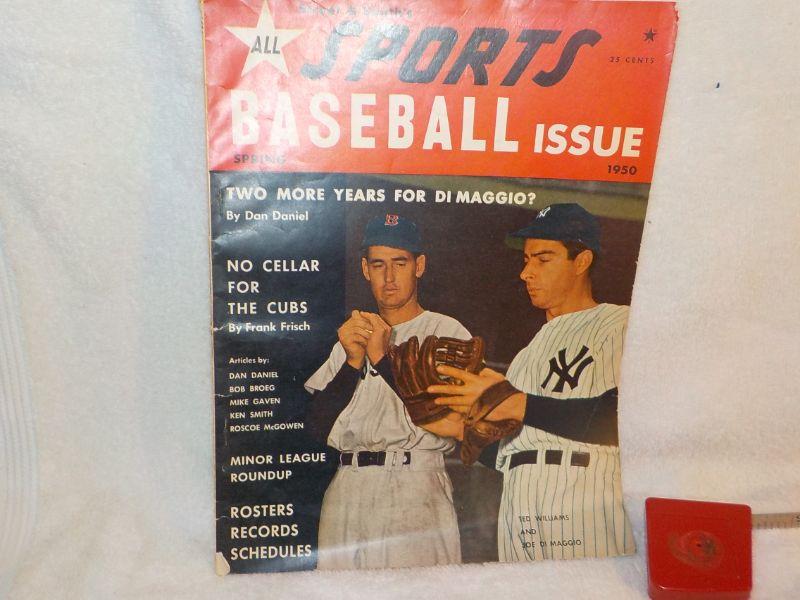 ALL
SPORTS
25 CENTS
BASEBALL ISSUE
SPRING
1950
TWO MORE YEARS FOR DI MAGGIO?
By Dan Daniel
B
NY
NO CELLAR
FOR
THE CUBS
By Frank Frisch
NY
Articles by:
DAN DANIEL
BOB BROEG
MIKE GAVEN
KEN SMITH
ROSCOE McGOWEN
MINOR LEAGUE
ROUNDUP
ROSTERS
RECORDS
SCHEDULES
TED WILLIAMS
AND
JOE DI MAGGIO